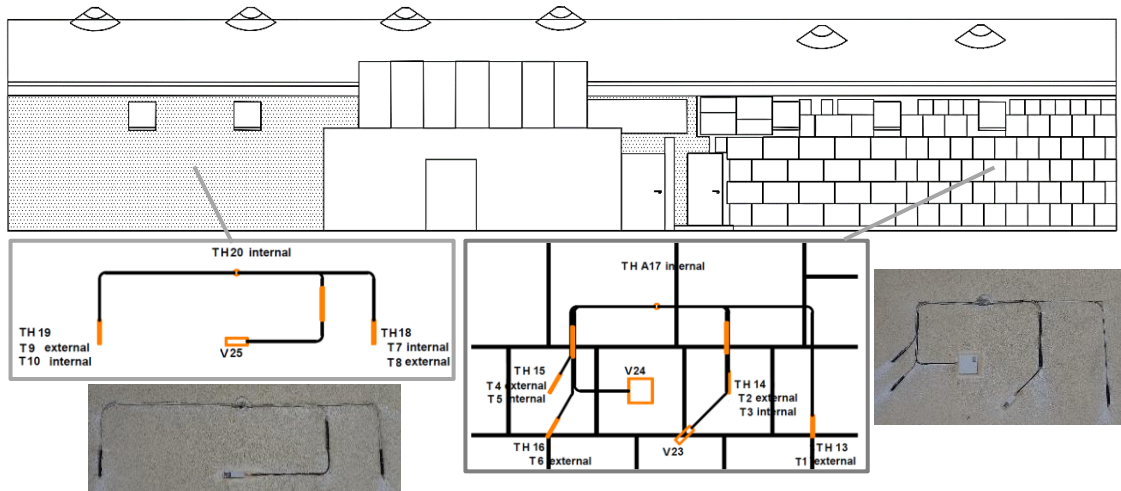 TH20 internal
TH 19
T9 external
T10 internal
V25
TH18
T7 internal
T8 external
TH A17 internal
TH 15
T4 external
T5 internal
V24
TH 14
T2 external
T3 internal
TH 16
T6 external
V23
TH 13
T1 external